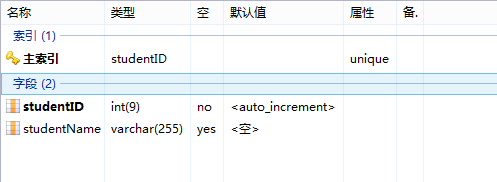 名称 类型 空 默认值 属性 备.
索引 (1)
主索引 studentID unique
字段 (2)
studentID int(9) no <auto_increment>
studentName varchar(255) yes <空>